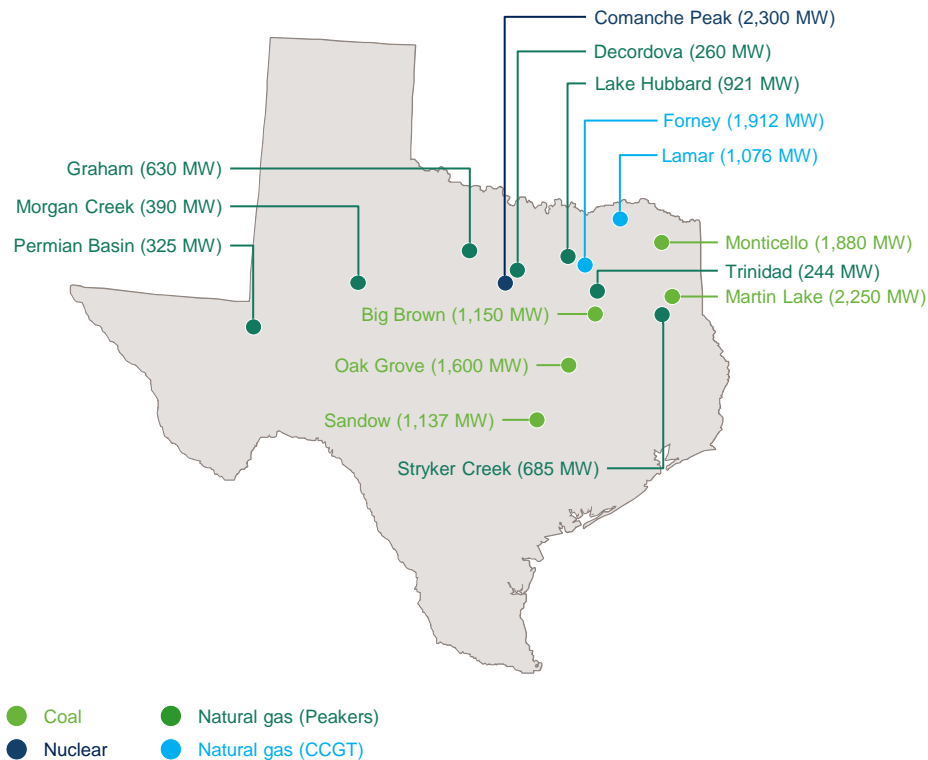 Comanche Peak (2,300 MW)
Decordova (260 MW)
Lake Hubbard (921 MW)
Forney (1,912 MW)
Lamar (1,076 MW)
Graham (630 MW)
Morgan Creek (390 MW)
Permian Basin (325 MW)
Monticello (1,880 MW)
Trinidad (244 MW)
Martin Lake (2,250 MW)
Big Brown (1,150 MW)
Oak Grove (1,600 MW)
Sandow (1,137 MW)
Stryker Creek (685 MW)
Coal
Natural gas (Peakers)
Nuclear
Natural gas (CCGT)